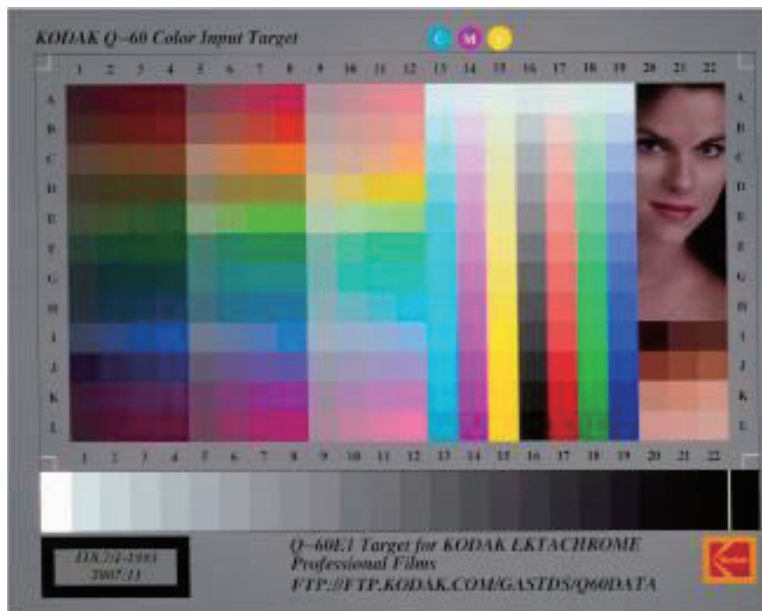 KODAK Q-60 Color Input Target
C M Y
1 2 3 4 5 6 7 8 9 10 11 12 13 14 15 16 17 18 19 20 21 22
A A
B B
C C
D D
E E
F F
G G
H H
I I
J J
K K
L L
1 2 3 4 5 6 7 8 9 10 11 12 13 14 15 16 17 18 19 20 21 22
2007:11
Q-60E1 Target for KODAK EKTACHROME
Professional Films
FTP://FTP.KODAK.COM/GASTDS/Q60DATA
Kodak